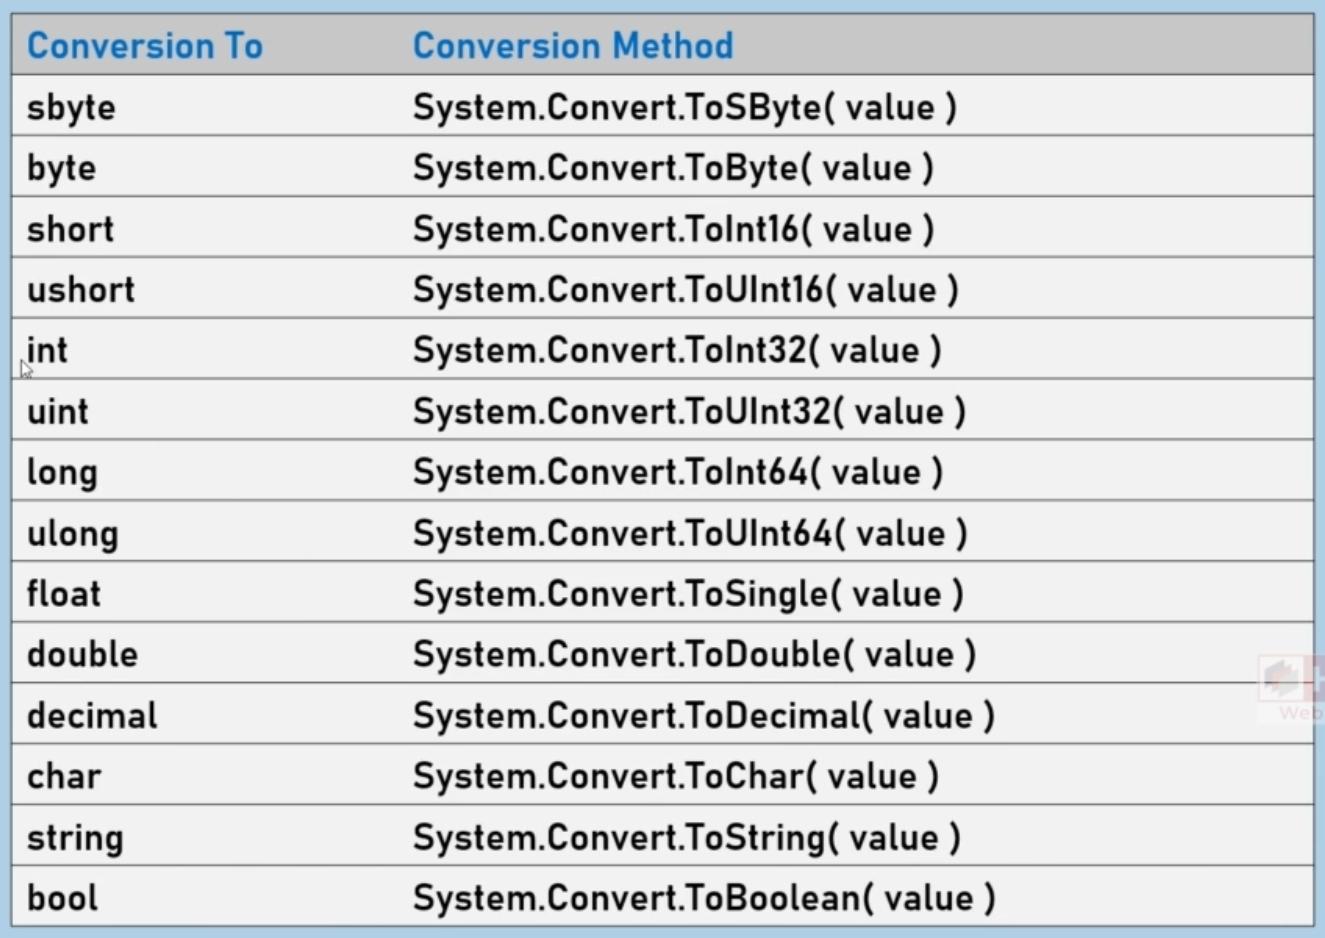 Conversion To Conversion Method
sbyte System.Convert.ToSByte( value )
byte System.Convert.ToByte( value )
short System.Convert.ToInt16( value )
ushort System.Convert.ToUInt16( value )
int System.Convert.ToInt32( value )
uint System.Convert.ToUInt32( value )
long System.Convert.ToInt64( value )
ulong System.Convert.ToUInt64( value )
float System.Convert.ToSingle( value )
double System.Convert.ToDouble( value )
decimal System.Convert.ToDecimal( value )
char System.Convert.ToChar( value )
string System.Convert.ToString( value )
bool System.Convert.ToBoolean( value )
H
Web